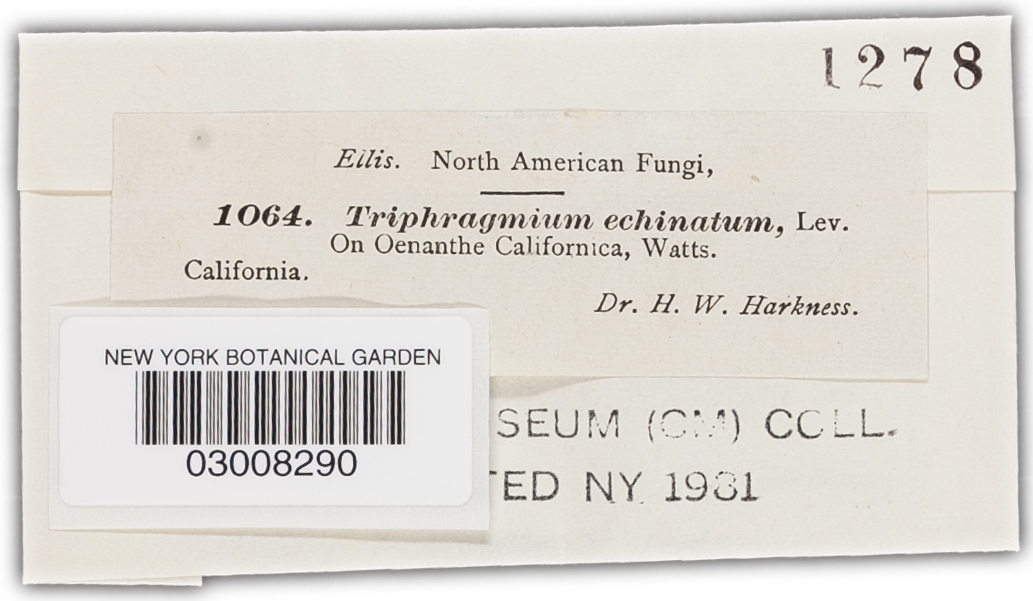 1278
Ellis. North American Fungi,
1064. Triphragmium echinatum, Lev.
On Oenanthe Californica, Watts.
California.
Dr. H. W. Harkness.
NEW YORK BOTANICAL GARDEN
03008290
SEUM (CM) COLL.
TED NY 1981